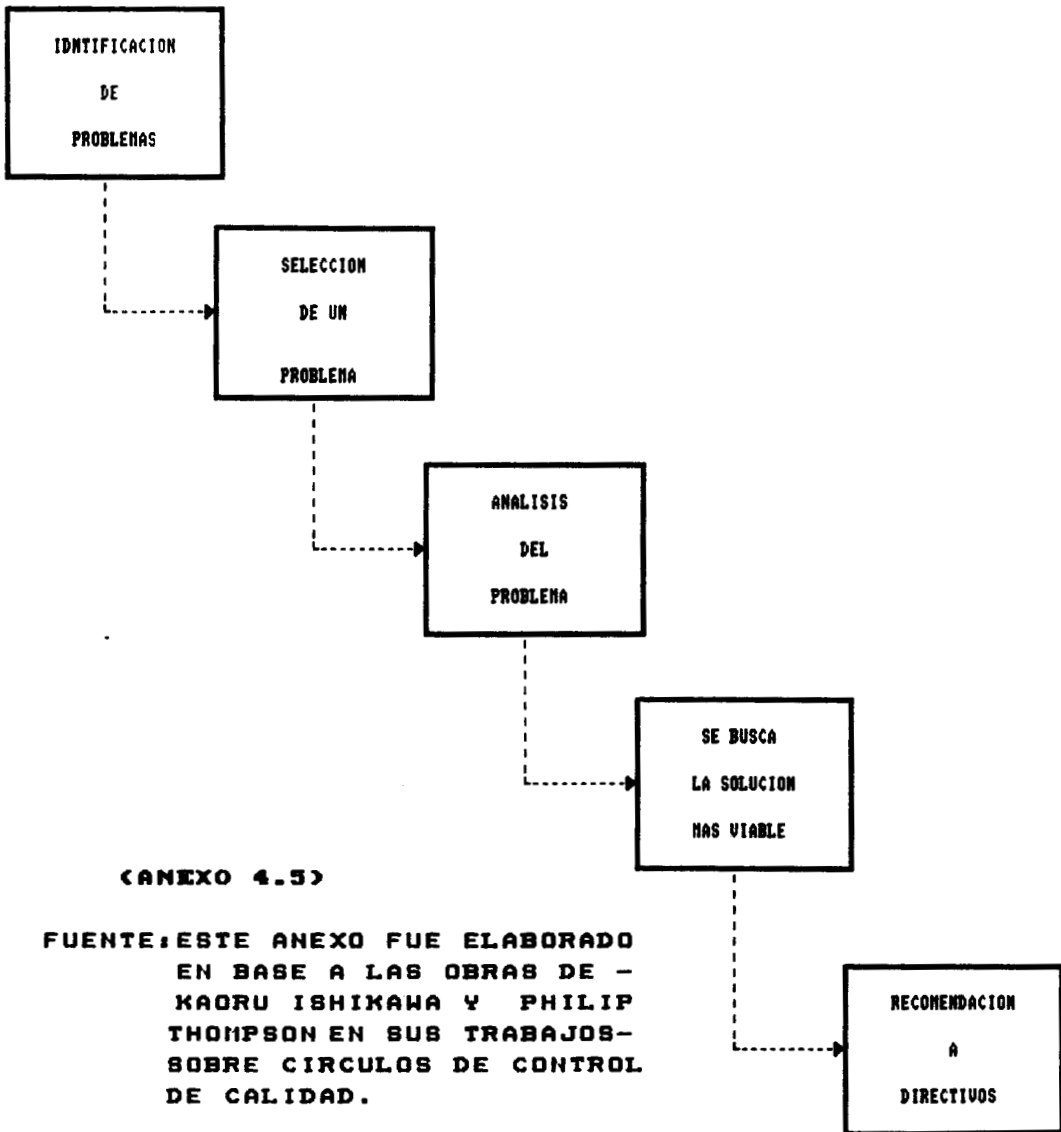 IDNTIFICACION
DE
PROBLEMAS
SELECCION
DE UN
PROBLEMA
ANALISIS
DEL
PROBLEMA
SE BUSCA
LA SOLUCION
MAS VIABLE
RECOMENDACION
A
DIRECTIVOS
(ANEXO 4.5)
FUENTE:ESTE ANEXO FUE ELABORADO
EN BASE A LAS OBRAS DE -
KAORU ISHIKAWA Y PHILIP
THOMPSON EN SUS TRABAJOS-
SOBRE CIRCULOS DE CONTROL
DE CALIDAD.